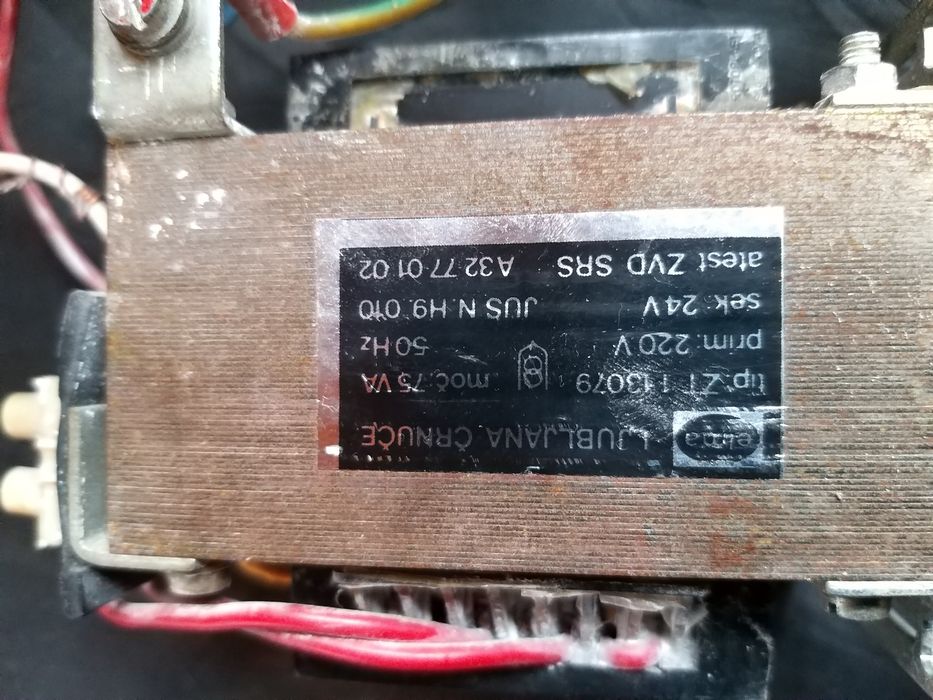 elma LJUBLJANA ČRNUČE
tip: ZT 113079 moč: 75 VA
prim: 220 V 50 Hz
sek: 24 V JUS N. H9. 010
atest ZVD SRS A32 77 01 02